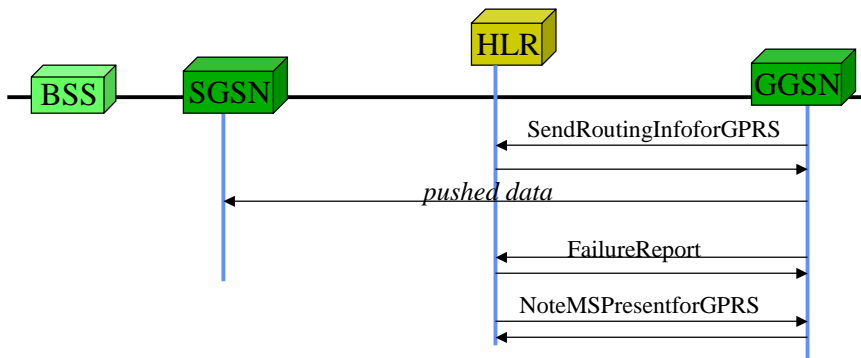 HLR
BSS
SGSN
GGSN
SendRoutingInfoforGPRS
pushed data
FailureReport
NoteMSPresentforGPRS